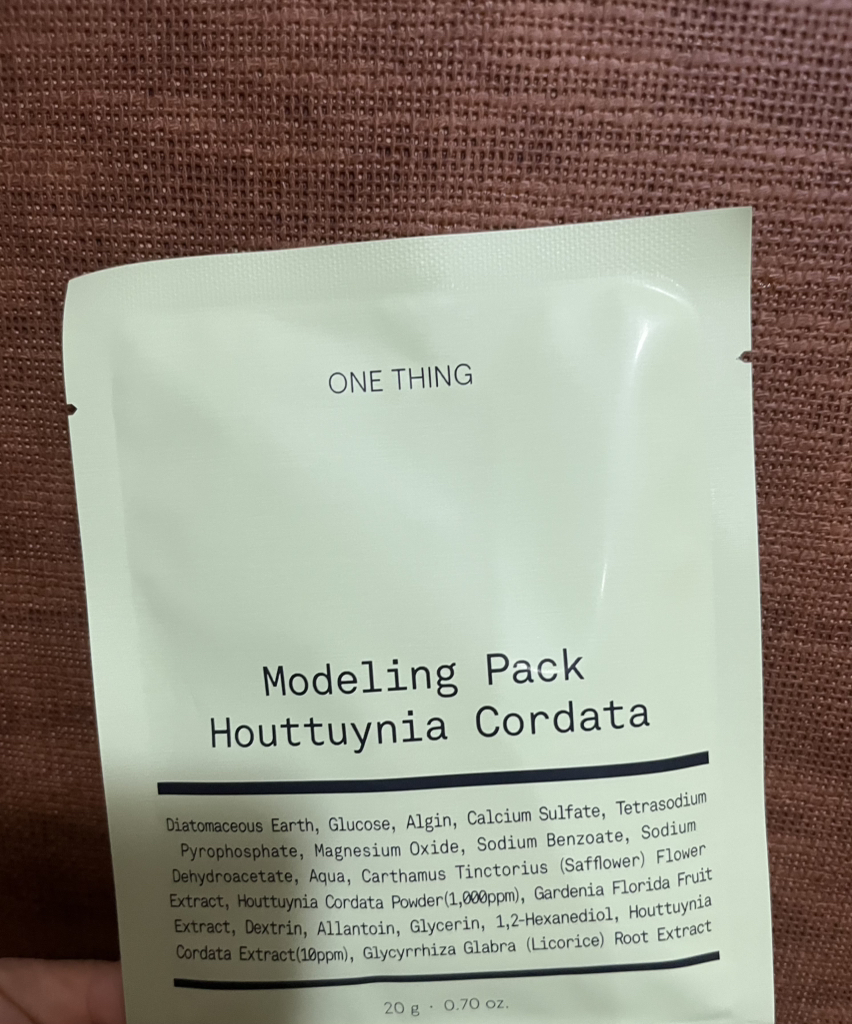 ONE THING
Modeling Pack
Houttuynia Cordata
Diatomaceous Earth, Glucose, Algin, Calcium Sulfate, Tetrasodium
Pyrophosphate, Magnesium Oxide, Sodium Benzoate, Sodium
Dehydroacetate, Aqua, Carthamus Tinctorius (Safflower) Flower
Extract, Houttuynia Cordata Powder(1,000ppm), Gardenia Florida Fruit
Extract, Dextrin, Allantoin, Glycerin, 1,2-Hexanediol, Houttuynia
Cordata Extract(10ppm), Glycyrrhiza Glabra (Licorice) Root Extract
20 g · 0.70 oz.